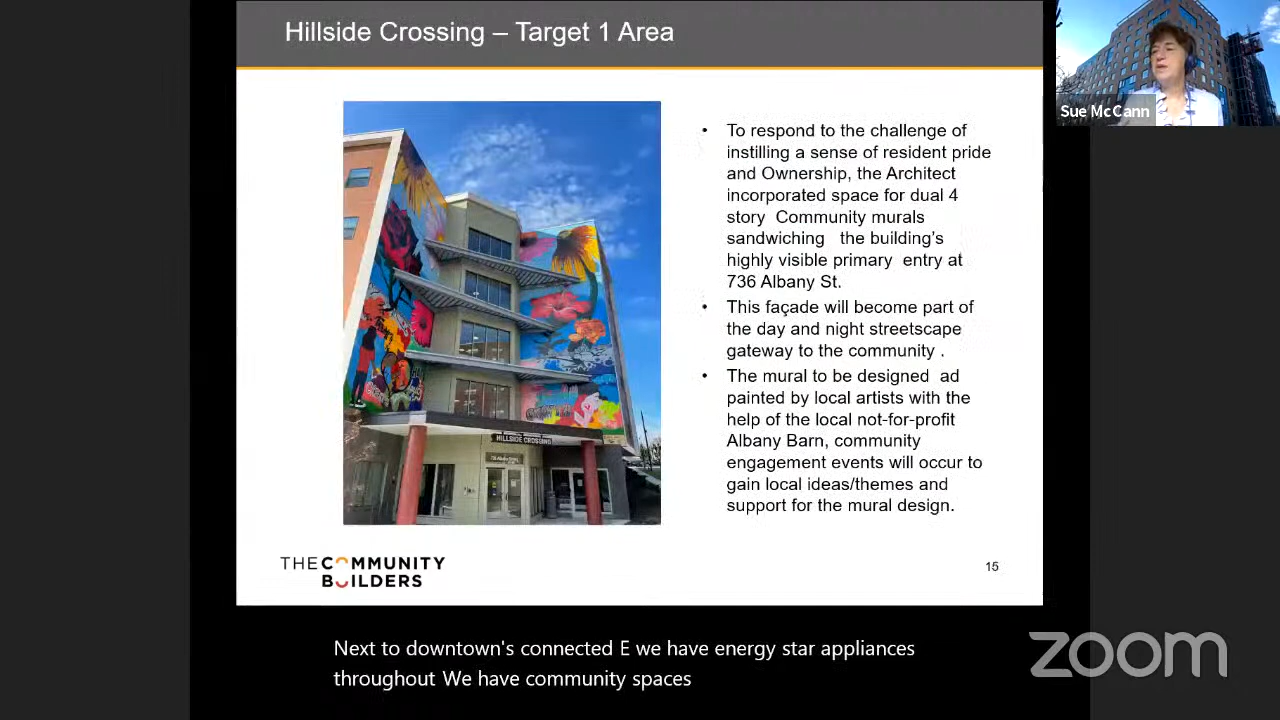 Hillside Crossing – Target 1 Area
Sue McCann
• To respond to the challenge of
instilling a sense of resident pride
and Ownership, the Architect
incorporated space for dual 4
story Community murals
sandwiching the building's
highly visible primary entry at
736 Albany St.
• This façade will become part of
the day and night streetscape
gateway to the community .
• The mural to be designed ad
painted by local artists with the
help of the local not-for-profit
Albany Barn, community
engagement events will occur to
gain local ideas/themes and
support for the mural design.
HILLSIDE CROSSING
THE COMMUNITY
BUILDERS
15
Next to downtown's connected E we have energy star appliances
throughout We have community spaces
zoom